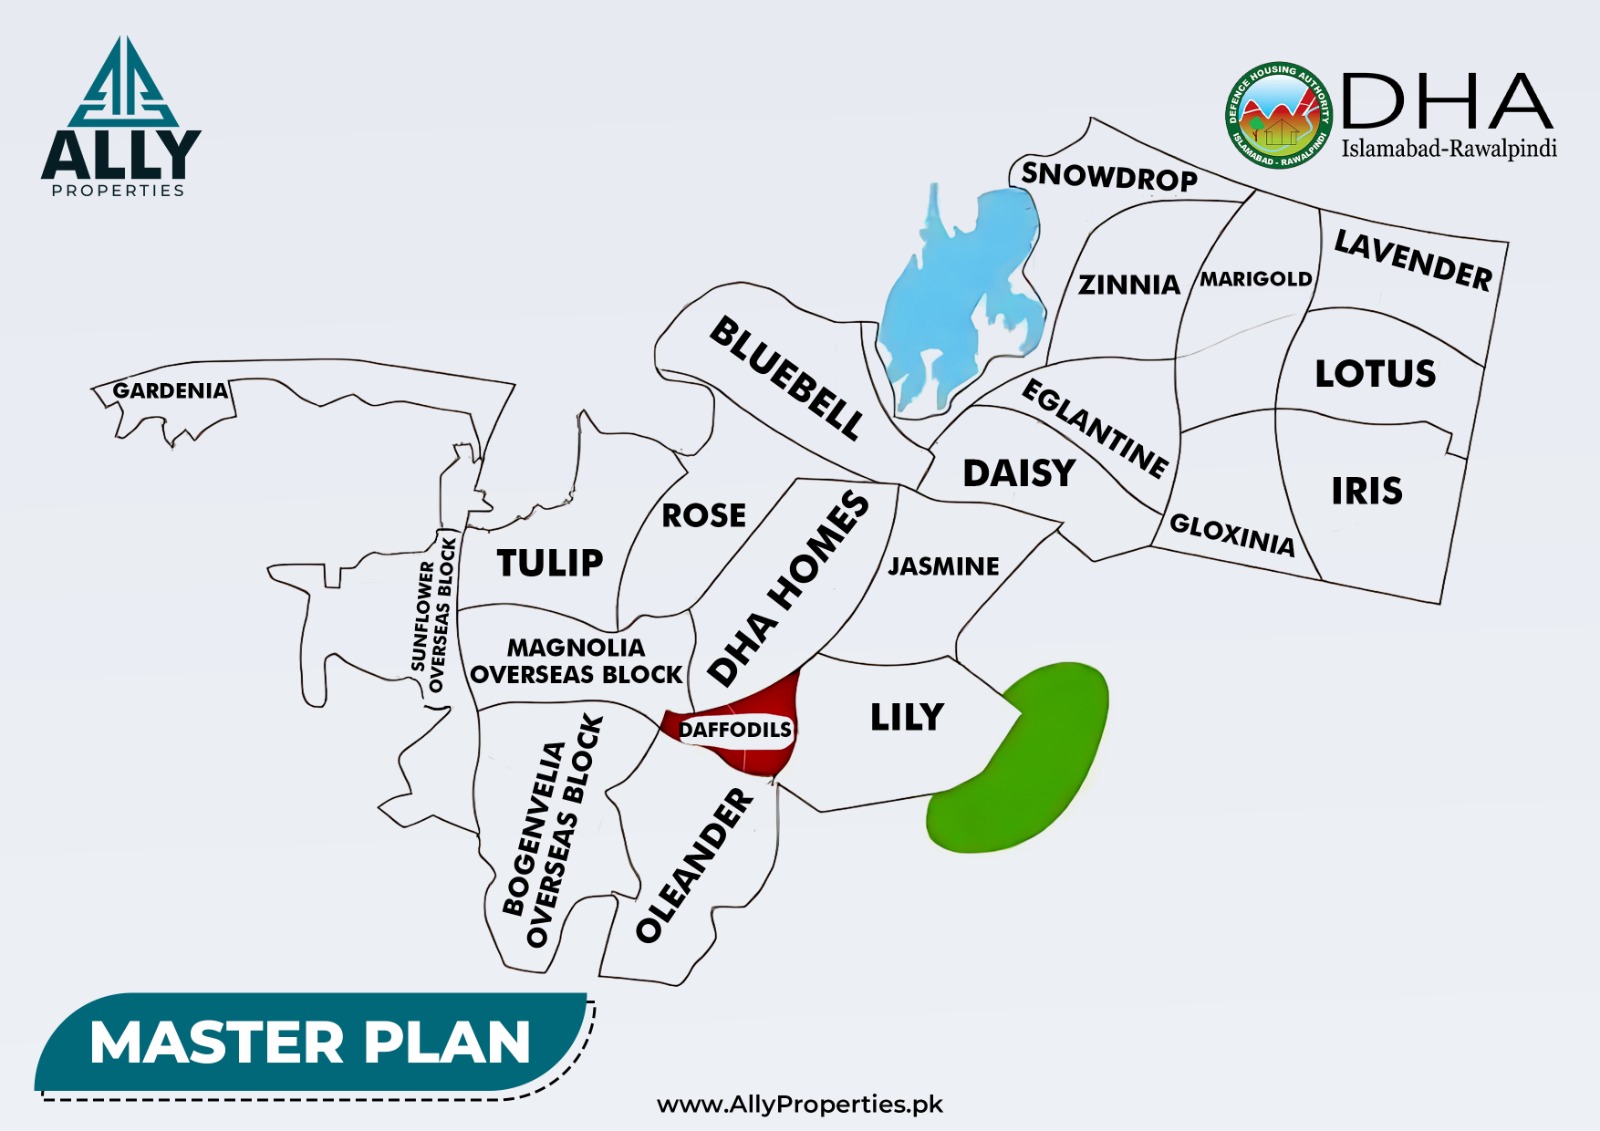 ALLY
PROPERTIES
DEFENCE HOUSING AUTHORITY
ISLAMABAD - RAWALPINDI
DHA
Islamabad-Rawalpindi
SNOWDROP
ZINNIA
MARIGOLD
LAVENDER
LOTUS
BLUEBELL
GARDENIA
EGLANTINE
DAISY
IRIS
GLOXINIA
ROSE
TULIP
DHA HOMES
JASMINE
SUNFLOWER
OVERSEAS BLOCK
MAGNOLIA
OVERSEAS BLOCK
DAFFODILS
LILY
BOGENVELIA
OVERSEAS BLOCK
OLEANDER
MASTER PLAN
www.AllyProperties.pk